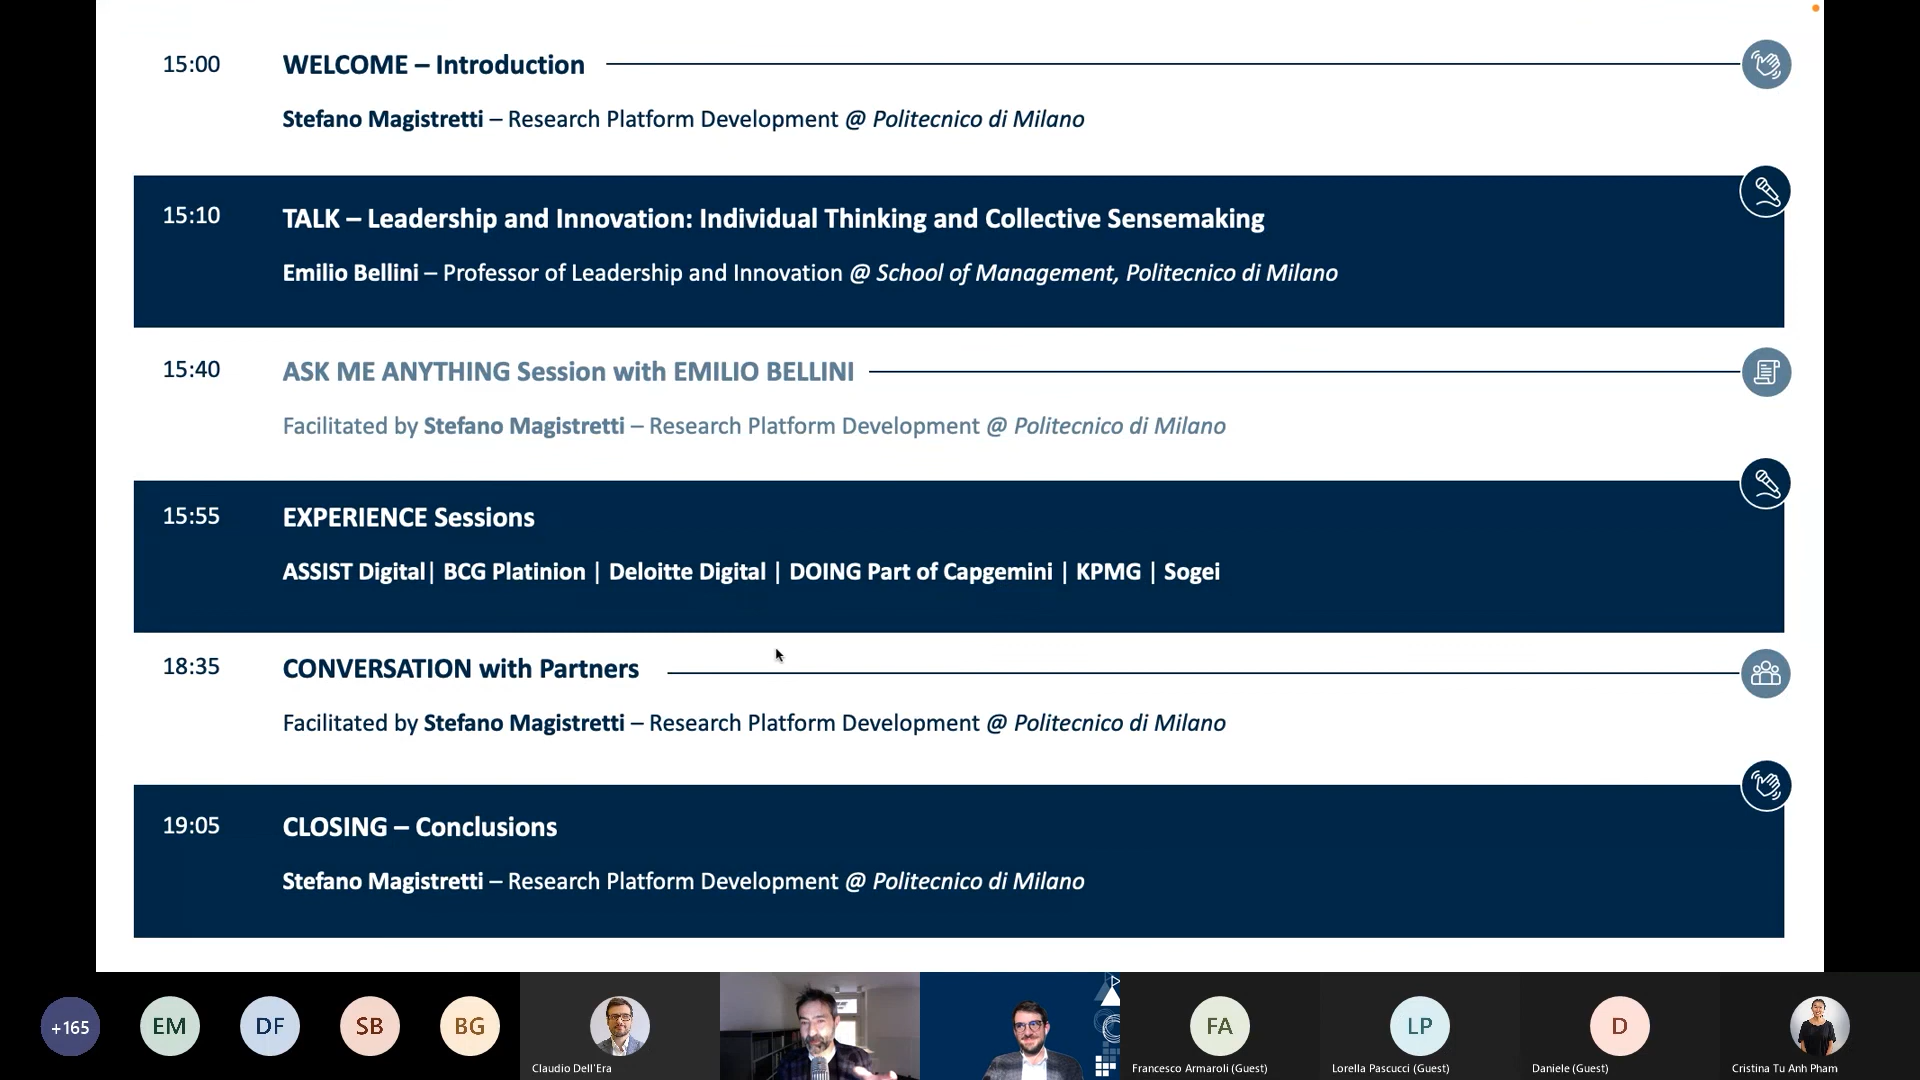 15:00
WELCOME – Introduction
Stefano Magistretti – Research Platform Development @ Politecnico di Milano
15:10
TALK – Leadership and Innovation: Individual Thinking and Collective Sensemaking
Emilio Bellini – Professor of Leadership and Innovation @ School of Management, Politecnico di Milano
15:40
ASK ME ANYTHING Session with EMILIO BELLINI
Facilitated by Stefano Magistretti – Research Platform Development @ Politecnico di Milano
15:55
EXPERIENCE Sessions
ASSIST Digital| BCG Platinion | Deloitte Digital | DOING Part of Capgemini | KPMG | Sogei
18:35
CONVERSATION with Partners
Facilitated by Stefano Magistretti – Research Platform Development @ Politecnico di Milano
19:05
CLOSING – Conclusions
Stefano Magistretti – Research Platform Development @ Politecnico di Milano
+165
EM
DF
SB
BG
Claudio Dell'Era
FA
Francesco Armaroli (Guest)
LP
Lorella Pascucci (Guest)
D
Daniele (Guest)
Cristina Tu Anh Pham